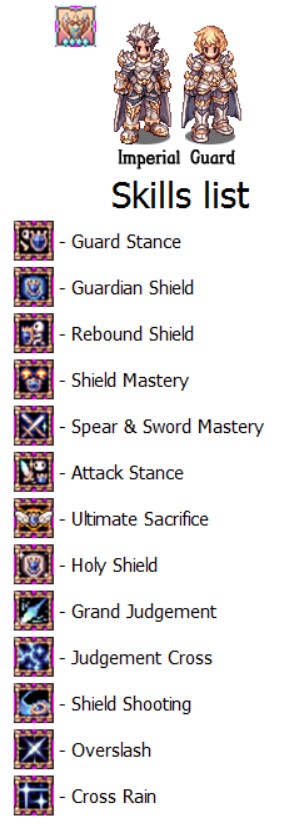 Imperial Guard
Skills list
- Guard Stance
- Guardian Shield
- Rebound Shield
- Shield Mastery
- Spear & Sword Mastery
- Attack Stance
- Ultimate Sacrifice
- Holy Shield
- Grand Judgement
- Judgement Cross
- Shield Shooting
- Overslash
- Cross Rain